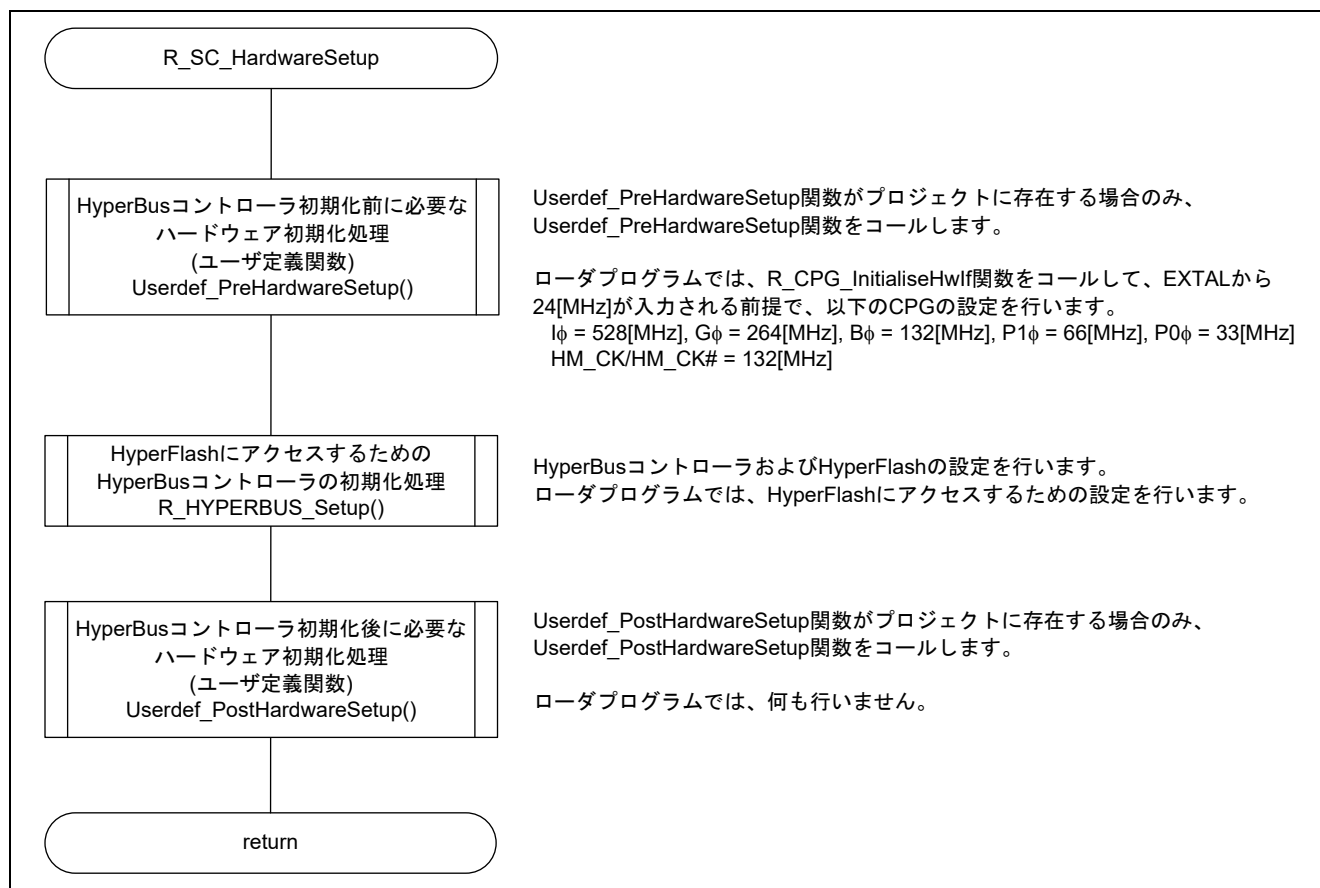 R_SC_HardwareSetup
HyperBusコントローラ初期化前に必要な
ハードウェア初期化処理
(ユーザ定義関数)
Userdef_PreHardwareSetup()
Userdef_PreHardwareSetup関数がプロジェクトに存在する場合のみ、
Userdef_PreHardwareSetup関数をコールします。
ローダプログラムでは、R_CPG_InitialiseHwIf関数をコールして、EXTALから
24[MHz]が入力される前提で、以下のCPGの設定を行います。
Iφ = 528[MHz], Gφ = 264[MHz], Bφ = 132[MHz], P1φ = 66[MHz], P0φ = 33[MHz]
HM_CK/HM_CK# = 132[MHz]
HyperFlashにアクセスするための
HyperBusコントローラの初期化処理
R_HYPERBUS_Setup()
HyperBusコントローラおよびHyperFlashの設定を行います。
ローダプログラムでは、HyperFlashにアクセスするための設定を行います。
HyperBusコントローラ初期化後に必要な
ハードウェア初期化処理
(ユーザ定義関数)
Userdef_PostHardwareSetup()
Userdef_PostHardwareSetup関数がプロジェクトに存在する場合のみ、
Userdef_PostHardwareSetup関数をコールします。
ローダプログラムでは、何も行いません。
return